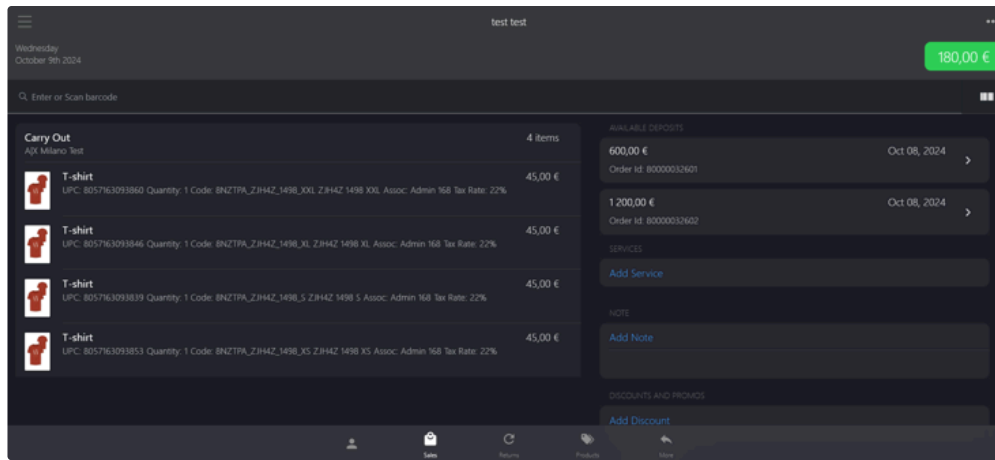 test test
Wednesday
October 9th 2024
180,00 €
Enter or Scan barcode
Carry Out
4 items
AJX Milano Test
T-shirt
45,00 €
UPC: 8057163093860 Quantity: 1 Code: 8NZTPA_ZJH4Z_1498_XXL ZJH4Z 1498 XXL Assoc: Admin 168 Tax Rate: 22%
T-shirt
45,00 €
UPC: 8057163093846 Quantity: 1 Code: 8NZTPA_ZJH4Z_1498_XL ZJH4Z 1498 XL Assoc: Admin 168 Tax Rate: 22%
T-shirt
45,00 €
UPC: 8057163093839 Quantity: 1 Code: 8NZTPA_ZJH4Z_1498_S ZJH4Z 1498 S Assoc: Admin 168 Tax Rate: 22%
T-shirt
45,00 €
UPC: 8057163093853 Quantity: 1 Code: 8NZTPA_ZJH4Z_1498_XS ZJH4Z 1498 XS Assoc: Admin 168 Tax Rate: 22%
AVAILABLE DEPOSITS
600,00 €
Oct 08, 2024
Order Id: 80000032601
1 200,00 €
Oct 08, 2024
Order Id: 80000032602
SERVICES
Add Service
NOTE
Add Note
DISCOUNTS AND PROMOS
Add Discount
Sales
Returns
Products
More